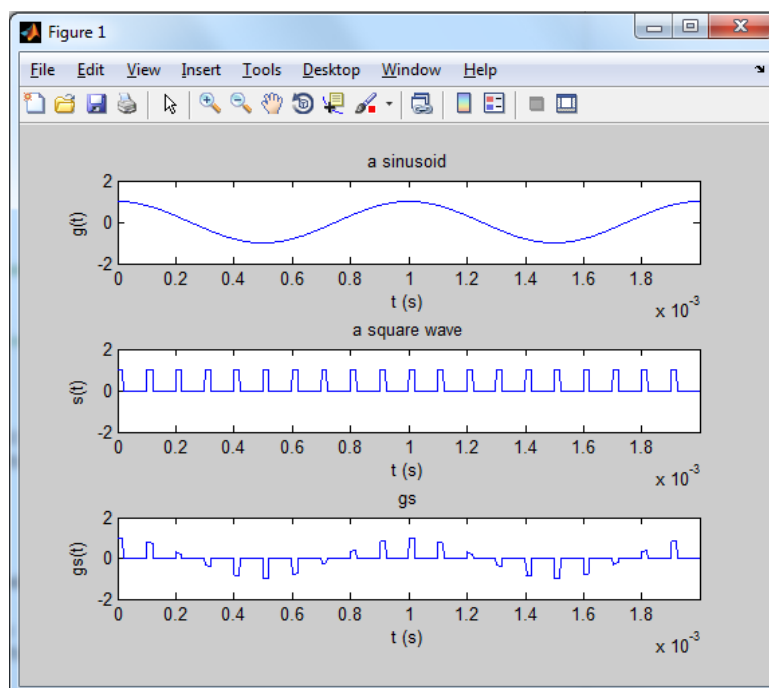 Figure 1
File Edit View Insert Tools Desktop Window Help
a sinusoid
2
0
-2
g(t)
0 0.2 0.4 0.6 0.8 1 1.2 1.4 1.6 1.8
t (s)
x 10^-3
a square wave
2
0
-2
s(t)
0 0.2 0.4 0.6 0.8 1 1.2 1.4 1.6 1.8
t (s)
x 10^-3
gs
2
0
-2
gs(t)
0 0.2 0.4 0.6 0.8 1 1.2 1.4 1.6 1.8
t (s)
x 10^-3